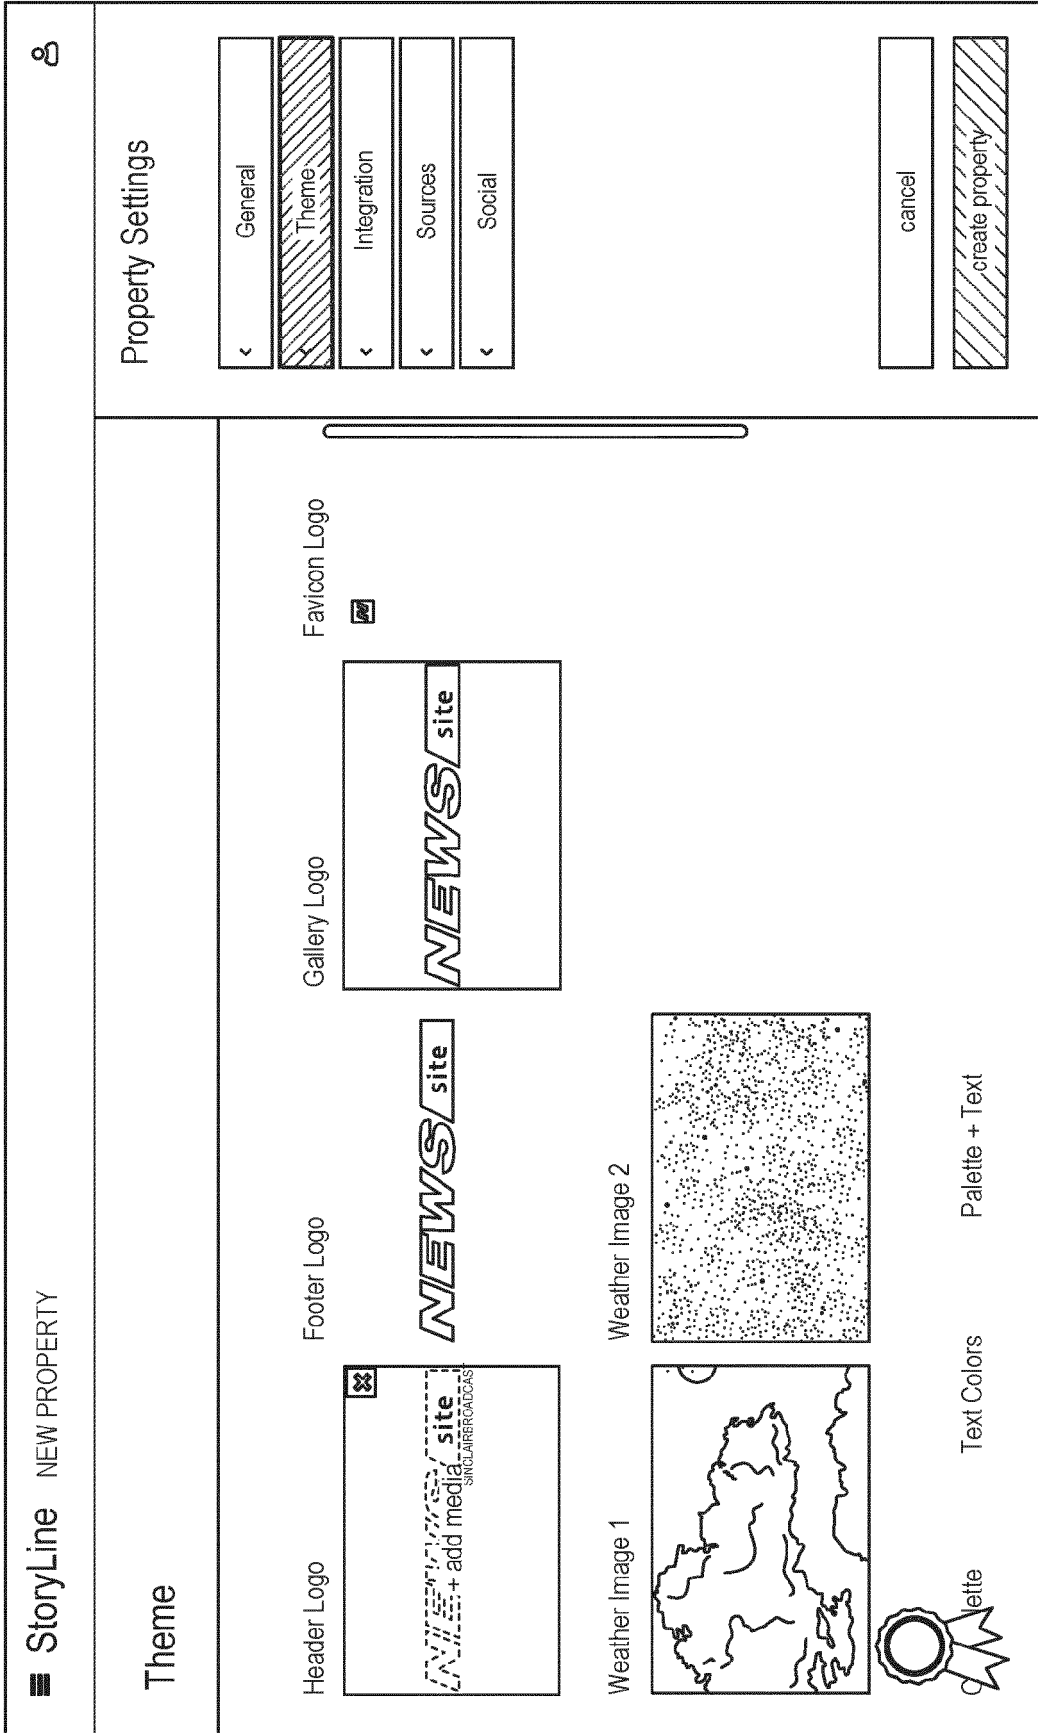 StoryLine NEW PROPERTY
Theme
Header Logo
Footer Logo
Gallery Logo
Favicon Logo
site
+ add media
SINCLAIRBROADCAS
NEWS site
NEWS site
N
Weather Image 1
Weather Image 2
lette
Text Colors
Palette + Text
Property Settings
General
Theme
Integration
Sources
Social
cancel
create property